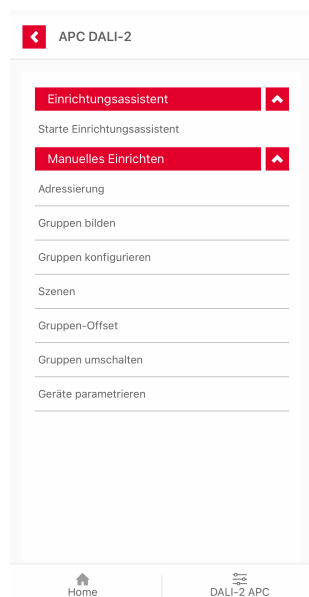 APC DALI-2
Einrichtungsassistent
Starte Einrichtungsassistent
Manuelles Einrichten
Adressierung
Gruppen bilden
Gruppen konfigurieren
Szenen
Gruppen-Offset
Gruppen umschalten
Geräte parametrieren
Home
DALI-2 APC